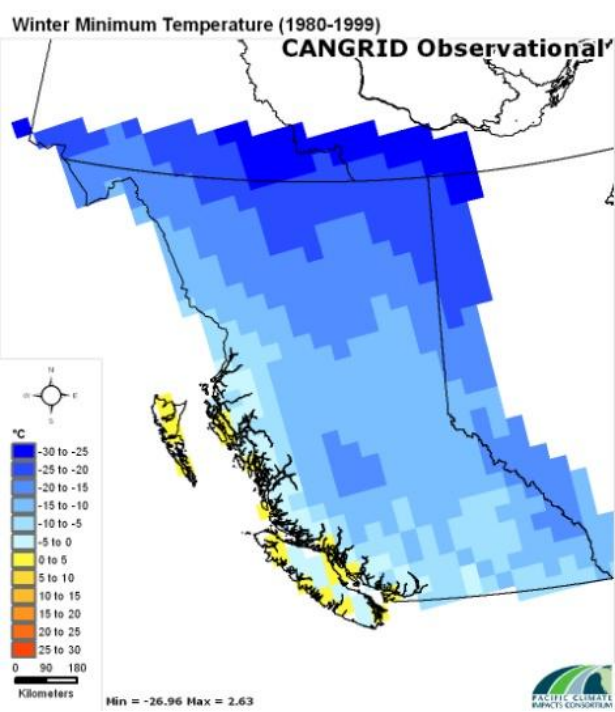 Winter Minimum Temperature (1980-1999)
CANGRID Observational
N
W E
S
°C
-30 to -25
-25 to -20
-20 to -15
-15 to -10
-10 to -5
-5 to 0
0 to 5
5 to 10
10 to 15
15 to 20
20 to 25
25 to 30
0 90 180
Kilometers
Min = -26.96 Max = 2.63
PACIFIC CLIMATE
IMPACTS CONSORTIUM